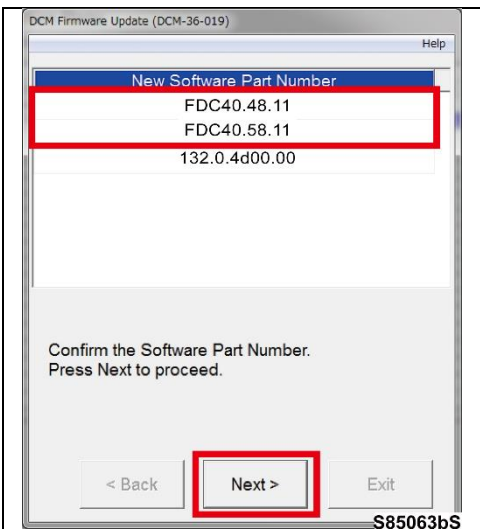 DCM Firmware Update (DCM-36-019)
Help
New Software Part Number
FDC40.48.11
FDC40.58.11
132.0.4d00.00
Confirm the Software Part Number.
Press Next to proceed.
< Back
Next >
Exit
S85063bS